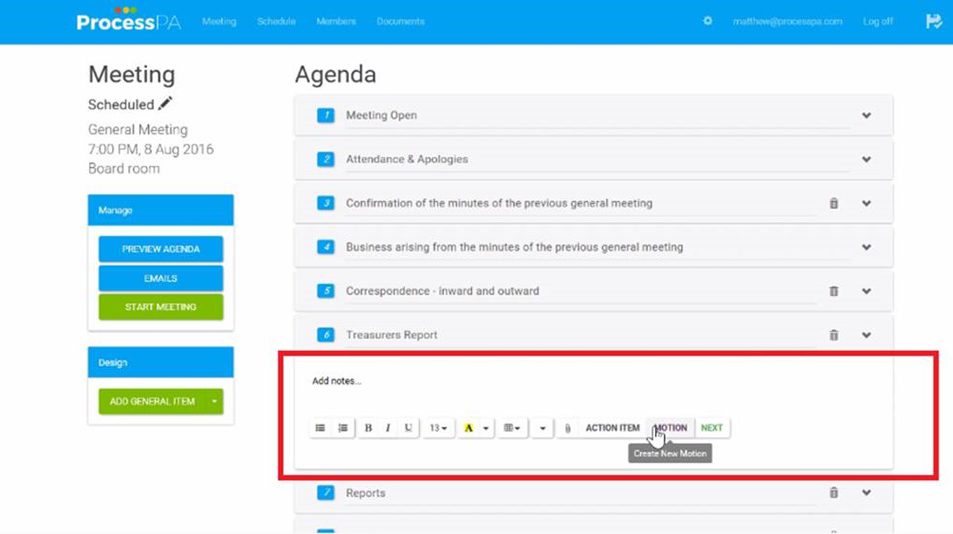 ProcessPA Meeting Schedule Members Documents matthew@processpa.com Log off
Meeting
Scheduled
General Meeting
7:00 PM, 8 Aug 2016
Board room
Manage
PREVIEW AGENDA
EMAILS
START MEETING
Design
ADD GENERAL ITEM
Agenda
1 Meeting Open
2 Attendance & Apologies
3 Confirmation of the minutes of the previous general meeting
4 Business arising from the minutes of the previous general meeting
5 Correspondence - inward and outward
6 Treasurers Report
Add notes...
B I U 13 A ACTION ITEM MOTION NEXT
Create New Motion
7 Reports